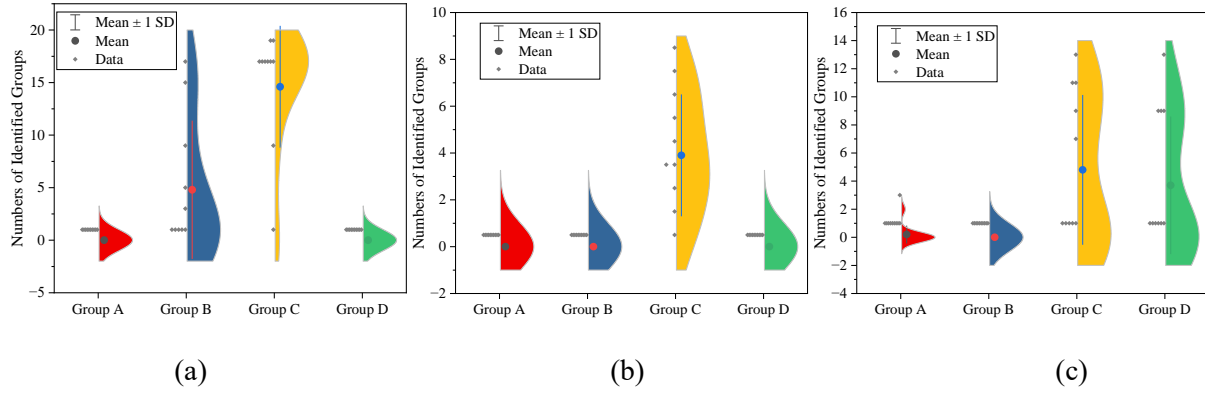 Numbers of Identified Groups
20
15
10
5
0
−5
Mean ± 1 SD
Mean
Data
Group A Group B Group C Group D
(a)
Numbers of Identified Groups
10
8
6
4
2
0
−2
Mean ± 1 SD
Mean
Data
Group A Group B Group C Group D
(b)
Numbers of Identified Groups
16
14
12
10
8
6
4
2
0
−2
−4
Mean ± 1 SD
Mean
Data
Group A Group B Group C Group D
(c)